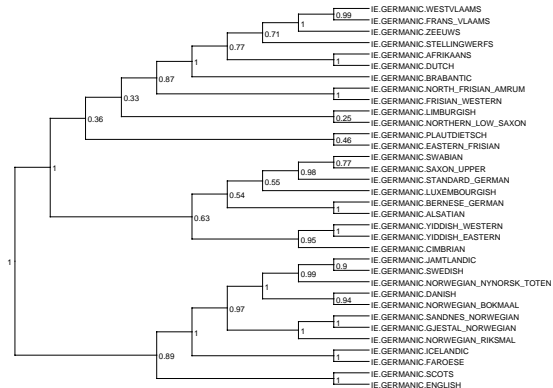 IE.GERMANIC.WESTVLAAMS
0.99
IE.GERMANIC.FRANS_VLAAMS
1
IE.GERMANIC.ZEEUWS
0.71
IE.GERMANIC.STELLINGWERFS
0.77
IE.GERMANIC.AFRIKAANS
1
IE.GERMANIC.DUTCH
1
IE.GERMANIC.BRABANTIC
0.87
IE.GERMANIC.NORTH_FRISIAN_AMRUM
1
IE.GERMANIC.FRISIAN_WESTERN
0.33
IE.GERMANIC.LIMBURGISH
0.25
IE.GERMANIC.NORTHERN_LOW_SAXON
0.36
IE.GERMANIC.PLAUTDIETSCH
0.46
IE.GERMANIC.EASTERN_FRISIAN
1
IE.GERMANIC.SWABIAN
0.77
IE.GERMANIC.SAXON_UPPER
0.98
IE.GERMANIC.STANDARD_GERMAN
0.55
IE.GERMANIC.LUXEMBOURGISH
0.54
IE.GERMANIC.BERNESE_GERMAN
1
IE.GERMANIC.ALSATIAN
0.63
IE.GERMANIC.YIDDISH_WESTERN
1
IE.GERMANIC.YIDDISH_EASTERN
0.95
IE.GERMANIC.CIMBRIAN
1
IE.GERMANIC.JAMTLANDIC
0.9
IE.GERMANIC.SWEDISH
0.99
IE.GERMANIC.NORWEGIAN_NYNORSK_TOTEN
1
IE.GERMANIC.DANISH
0.94
IE.GERMANIC.NORWEGIAN_BOKMAAL
0.97
IE.GERMANIC.SANDNES_NORWEGIAN
1
IE.GERMANIC.GJESTAL_NORWEGIAN
1
IE.GERMANIC.NORWEGIAN_RIKSMAL
1
IE.GERMANIC.ICELANDIC
1
IE.GERMANIC.FAROESE
0.89
IE.GERMANIC.SCOTS
1
IE.GERMANIC.ENGLISH